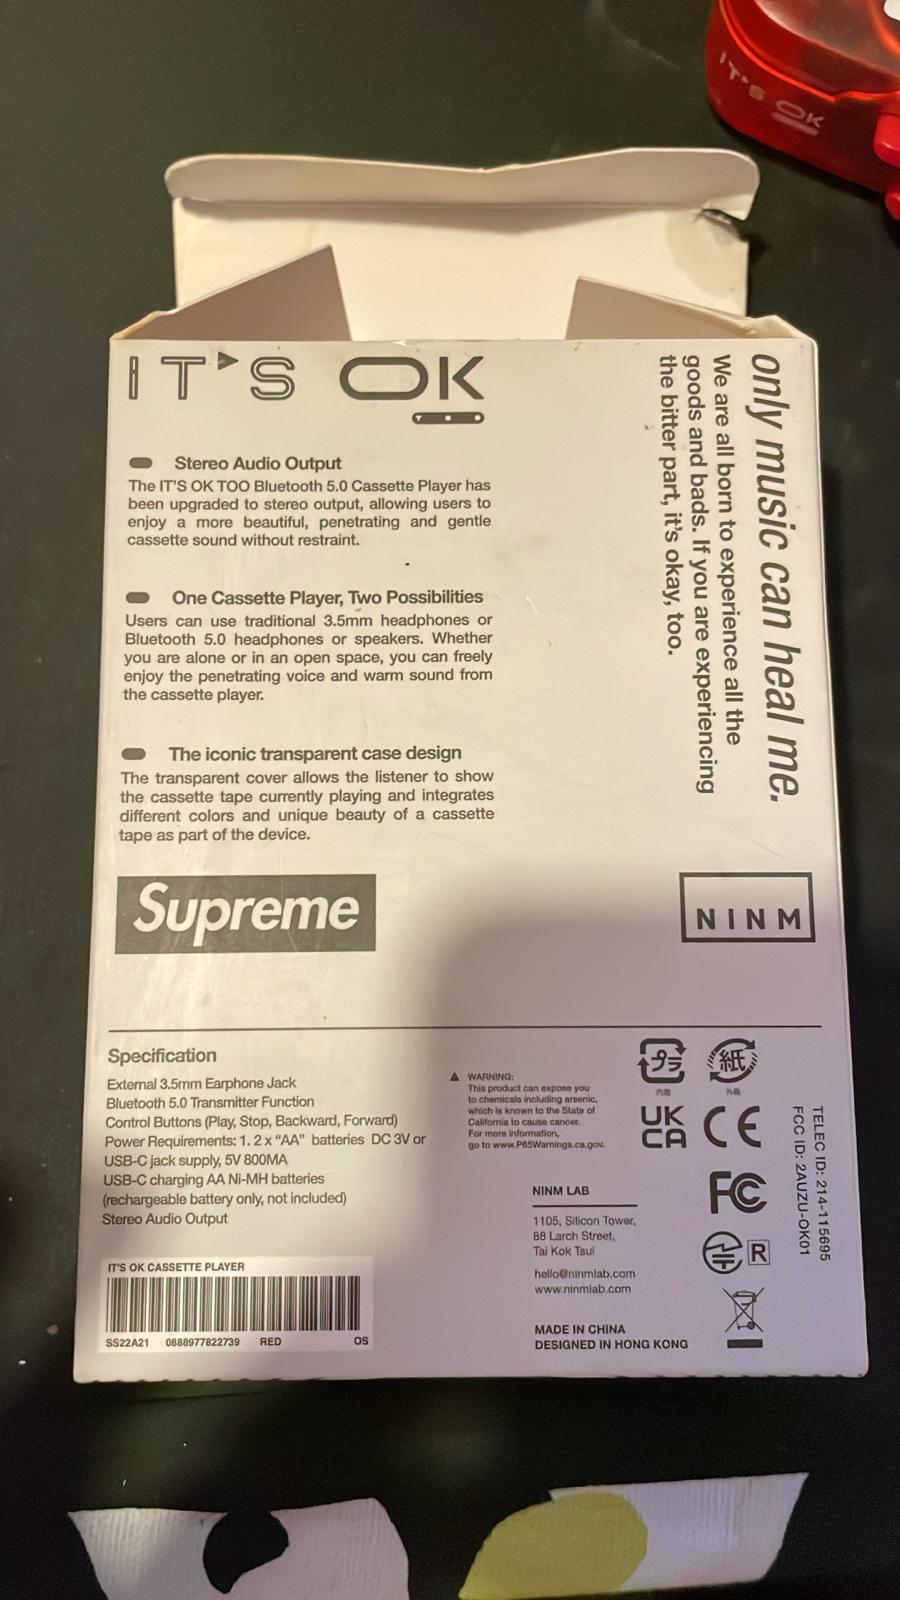 IT'S OK
IT'S OK
Stereo Audio Output
The IT'S OK TOO Bluetooth 5.0 Cassette Player has
been upgraded to stereo output, allowing users to
enjoy a more beautiful, penetrating and gentle
cassette sound without restraint.
One Cassette Player, Two Possibilities
Users can use traditional 3.5mm headphones or
Bluetooth 5.0 headphones or speakers. Whether
you are alone or in an open space, you can freely
enjoy the penetrating voice and warm sound from
the cassette player.
The iconic transparent case design
The transparent cover allows the listener to show
the cassette tape currently playing and integrates
different colors and unique beauty of a cassette
tape as part of the device.
only music can heal me.
We are all born to experience all the
goods and bads. If you are experiencing
the bitter part, it's okay, too.
Supreme
NINM
Specification
External 3.5mm Earphone Jack
Bluetooth 5.0 Transmitter Function
Control Buttons (Play, Stop, Backward, Forward)
Power Requirements: 1. 2 x "AA" batteries DC 3V or
USB-C jack supply, 5V 800MA
USB-C charging AA Ni-MH batteries
(rechargeable battery only, not included)
Stereo Audio Output
IT'S OK CASSETTE PLAYER
SS22A21 0888977822739 RED OS
WARNING:
This product can expose you
to chemicals including arsenic,
which is known to the State of
California to cause cancer.
For more information,
go to www.P65Warnings.ca.gov.
NINM LAB
1105, Silicon Tower,
88 Larch Street,
Tai Kok Tsui
hello@ninmlab.com
www.ninmlab.com
MADE IN CHINA
DESIGNED IN HONG KONG
プラ
紙
UK
CA
CE
FC
R
TELEC ID: 214-115695
FCC ID: 2AUZU-OK01